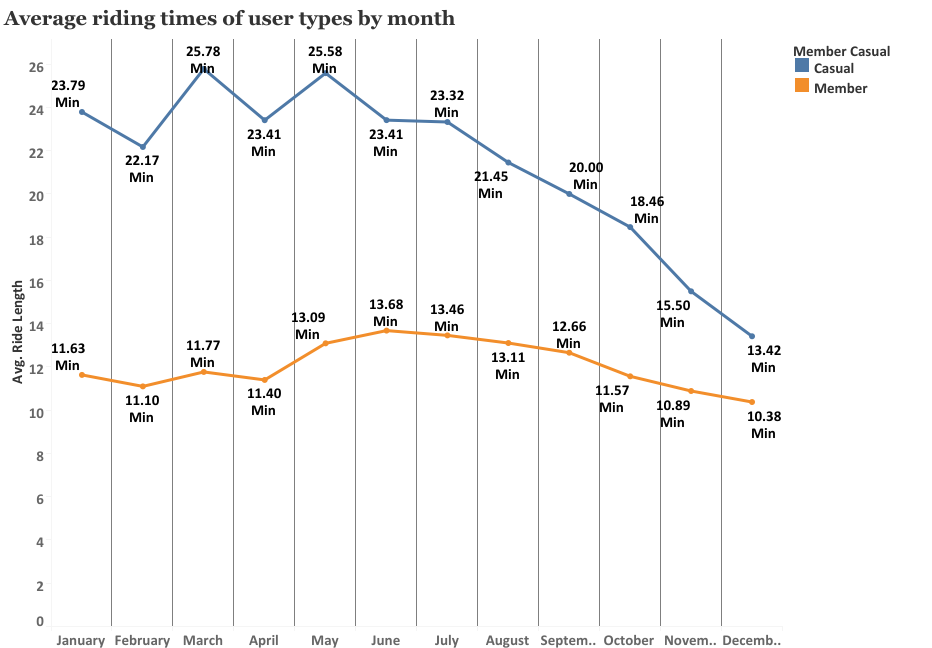 Average riding times of user types by month
Member Casual
Casual
Member
Avg. Ride Length
26
24
22
20
18
16
14
12
10
8
6
4
2
0
23.79
Min
22.17
Min
25.78
Min
23.41
Min
25.58
Min
23.41
Min
23.32
Min
21.45
Min
20.00
Min
18.46
Min
15.50
Min
13.42
Min
11.63
Min
11.10
Min
11.77
Min
11.40
Min
13.09
Min
13.68
Min
13.46
Min
13.11
Min
12.66
Min
11.57
Min
10.89
Min
10.38
Min
January February March April May June July August Septem.. October Novem.. Decemb..